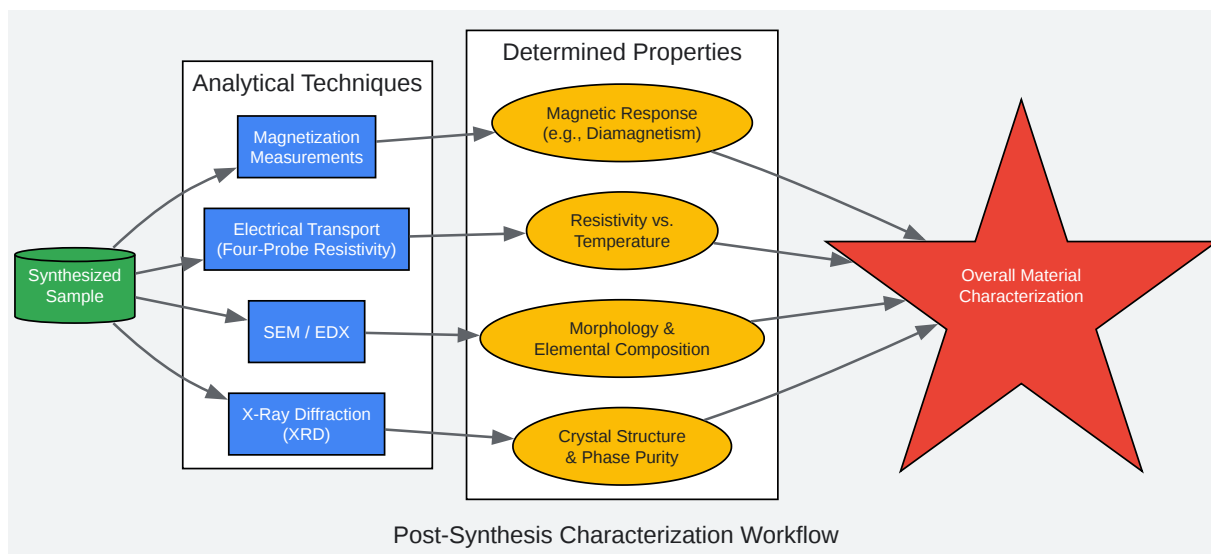 Analytical Techniques
Determined Properties
Magnetization
Measurements
Magnetic Response
(e.g., Diamagnetism)
Electrical Transport
(Four-Probe Resistivity)
Resistivity vs.
Temperature
Synthesized
Sample
Overall Material
Characterization
SEM / EDX
Morphology &
Elemental Composition
X-Ray Diffraction
(XRD)
Crystal Structure
& Phase Purity
Post-Synthesis Characterization Workflow